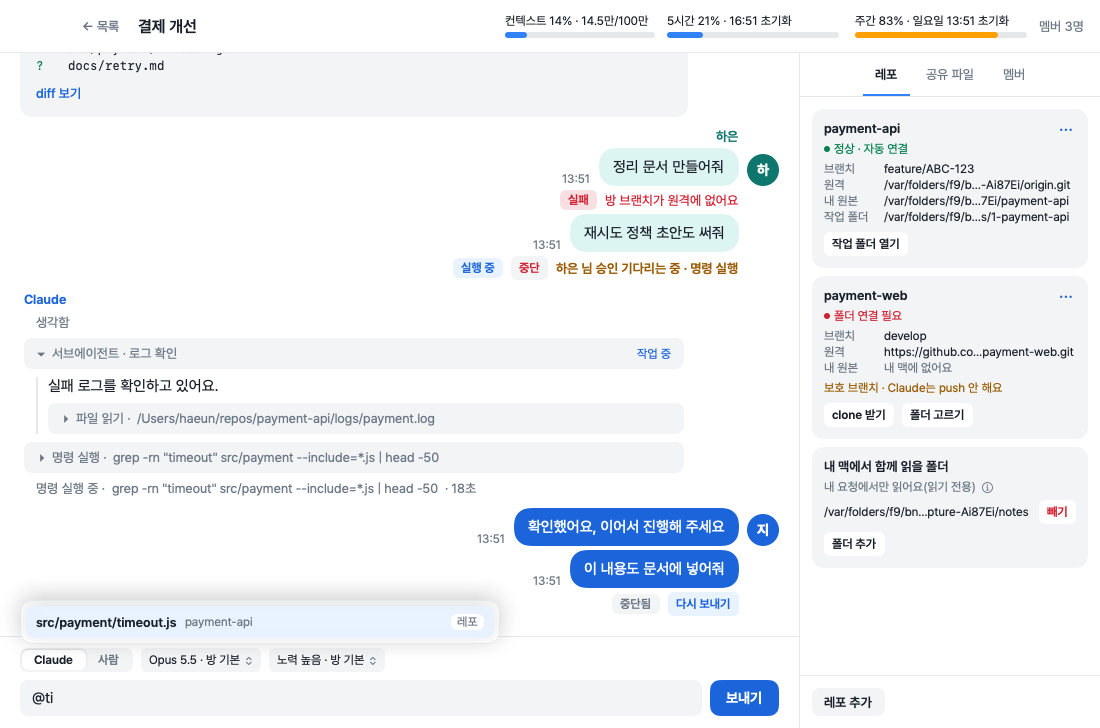 ← 목록 결제 개선
컨텍스트 14% · 14.5만/100만
5시간 21% · 16:51 초기화
주간 83% · 일요일 13:51 초기화
멤버 3명
? docs/retry.md
diff 보기
하은
정리 문서 만들어줘
하
13:51
실패 방 브랜치가 원격에 없어요
재시도 정책 초안도 써줘
13:51
실행 중 중단 하은 님 승인 기다리는 중 · 명령 실행
Claude
생각함
서브에이전트 · 로그 확인 작업 중
실패 로그를 확인하고 있어요.
파일 읽기 · /Users/haeun/repos/payment-api/logs/payment.log
명령 실행 · grep -rn "timeout" src/payment --include=*.js | head -50
명령 실행 중 · grep -rn "timeout" src/payment --include=*.js | head -50 · 18초
확인했어요, 이어서 진행해 주세요
지
13:51
이 내용도 문서에 넣어줘
13:51
중단됨 다시 보내기
src/payment/timeout.js payment-api 레포
Claude 사람 Opus 5.5 · 방 기본 노력 높음 · 방 기본
@ti
보내기
레포 공유 파일 멤버
payment-api ...
정상 · 자동 연결
브랜치 feature/ABC-123
원격 /var/folders/f9/b...-Ai87Ei/origin.git
내 원본 /var/folders/f9/b...7Ei/payment-api
작업 폴더 /var/folders/f9/b...s/1-payment-api
작업 폴더 열기
payment-web ...
폴더 연결 필요
브랜치 develop
원격 https://github.co...payment-web.git
내 원본 내 맥에 없어요
보호 브랜치 · Claude는 push 안 해요
clone 받기 폴더 고르기
내 맥에서 함께 읽을 폴더
내 요청에서만 읽어요(읽기 전용)
/var/folders/f9/bn...pture-Ai87Ei/notes 빼기
폴더 추가
레포 추가